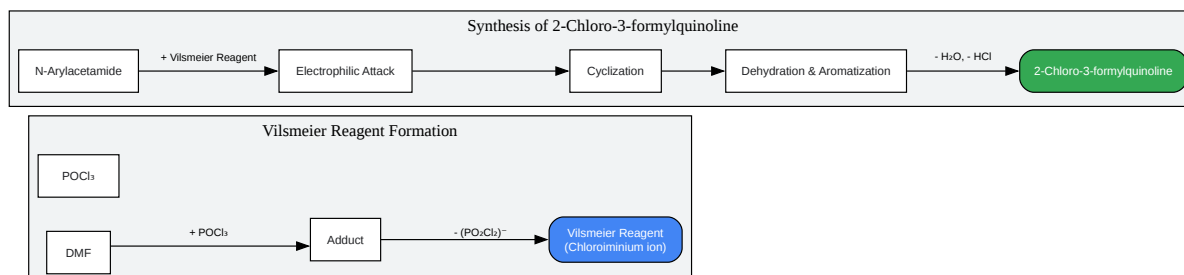 Synthesis of 2-Chloro-3-formylquinoline
N-Arylacetamide
+ Vilsmeier Reagent
Electrophilic Attack
Cyclization
Dehydration & Aromatization
- H₂O, - HCl
2-Chloro-3-formylquinoline
Vilsmeier Reagent Formation
POCl₃
DMF
+ POCl₃
Adduct
- (PO₂Cl₂)⁻
Vilsmeier Reagent
(Chloroiminium ion)